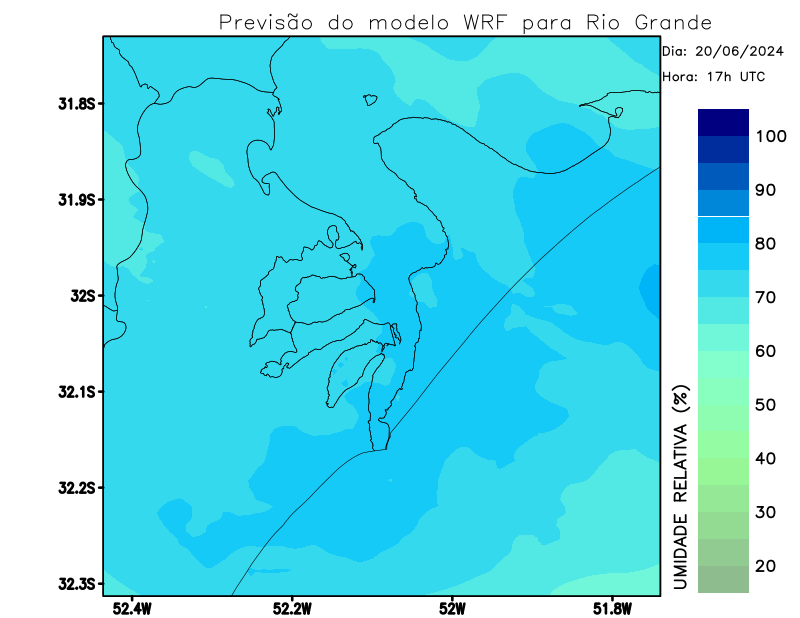 Previsão do modelo WRF para Rio Grande
Dia: 20/06/2024
Hora: 17h UTC
31.8S
31.9S
32S
32.1S
32.2S
32.3S
52.4W
52.2W
52W
51.8W
100
90
80
70
60
50
40
30
20
UMIDADE RELATIVA (%)